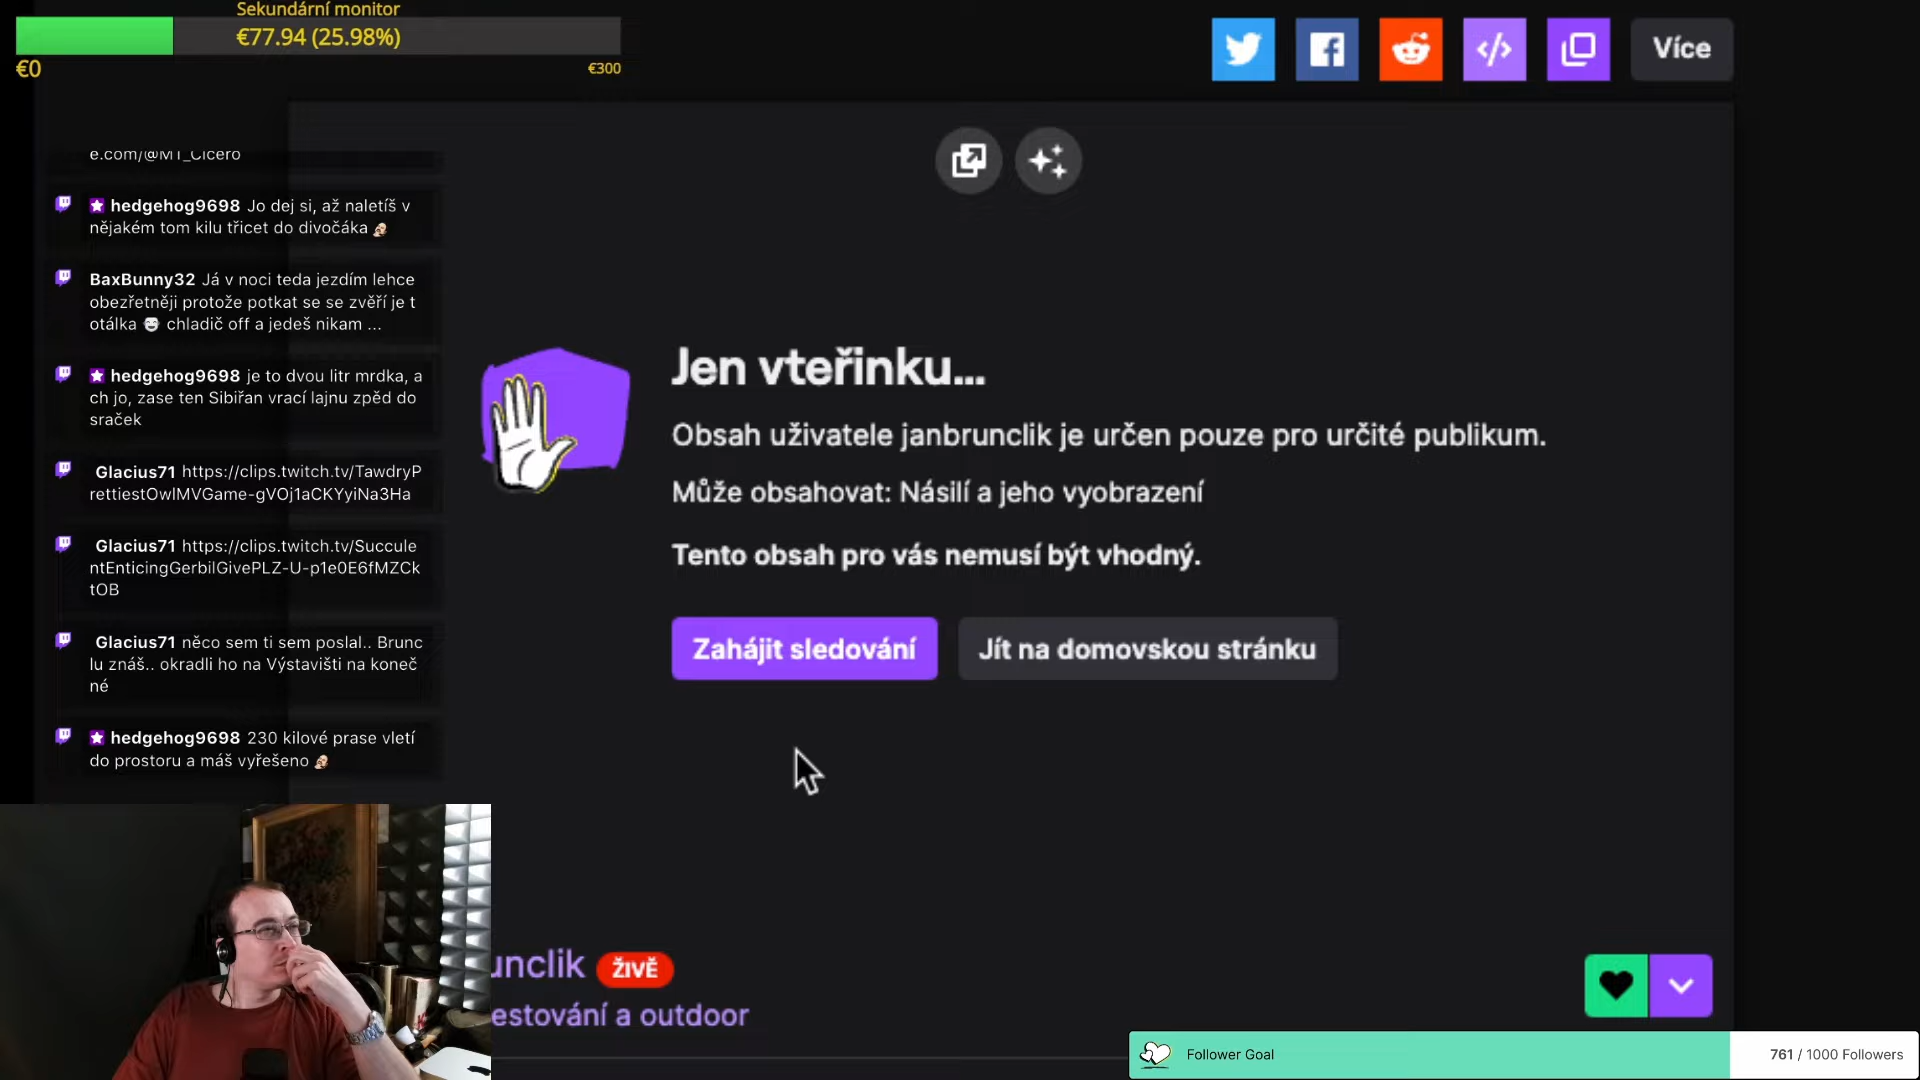 Sekundární monitor
€77.94 (25.98%)
€0
€300
Více
e.com/@MT_Cicero
hedgehog9698 Jo dej si, až naletíš v
nějakém tom kilu třicet do divočáka
BaxBunny32 Já v noci teda jezdím lehce
obezřetněji protože potkat se se zvěří je t
otálka chladič off a jedeš nikam ...
hedgehog9698 je to dvou litr mrdka, a
ch jo, zase ten Sibiřan vrací lajnu zpěd do
sraček
Glacius71 https://clips.twitch.tv/TawdryP
rettiestOwlMVGame-gVOj1aCKYyiNa3Ha
Glacius71 https://clips.twitch.tv/Succule
ntEnticingGerbilGivePLZ-U-p1e0E6fMZCk
tOB
Glacius71 něco sem ti sem poslal.. Brunc
lu znáš.. okradli ho na Výstavišti na koneč
né
hedgehog9698 230 kilové prase vletí
do prostoru a máš vyřešeno
Jen vteřinku...
Obsah uživatele janbrunclik je určen pouze pro určité publikum.
Může obsahovat: Násilí a jeho vyobrazení
Tento obsah pro vás nemusí být vhodný.
Zahájit sledování
Jít na domovskou stránku
unclik ŽIVĚ
estování a outdoor
Follower Goal
761 / 1000 Followers